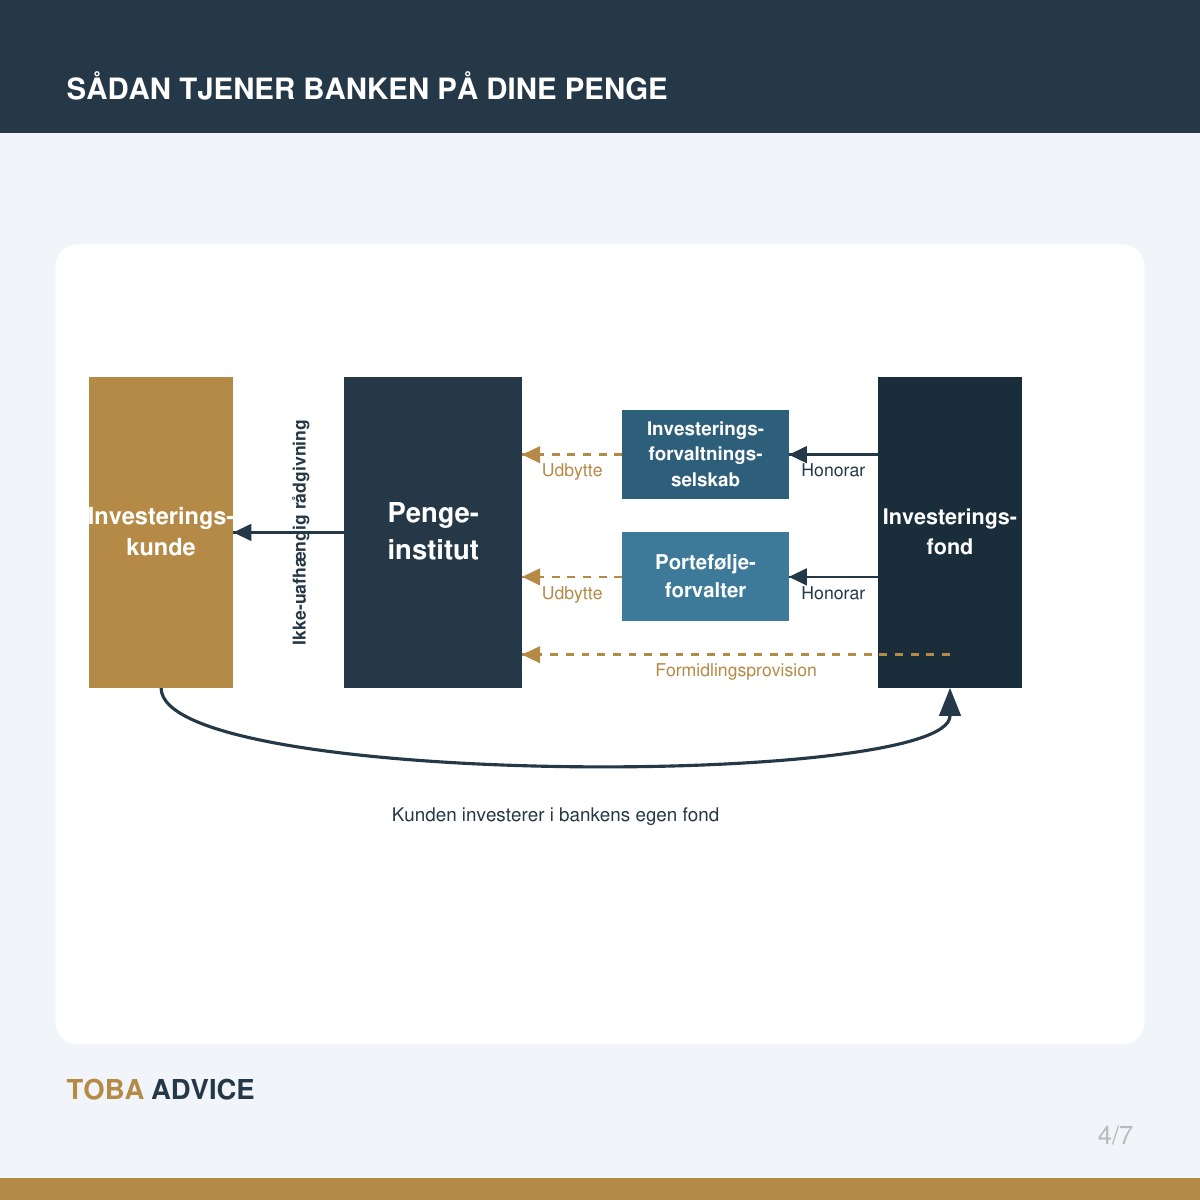 SÅDAN TJENER BANKEN PÅ DINE PENGE
Investerings-
kunde
Ikke-uafhængig rådgivning
Penge-
institut
Udbytte
Udbytte
Investerings-
forvaltnings-
selskab
Portefølje-
forvalter
Honorar
Honorar
Formidlingsprovision
Investerings-
fond
Kunden investerer i bankens egen fond
TOBA ADVICE
4/7